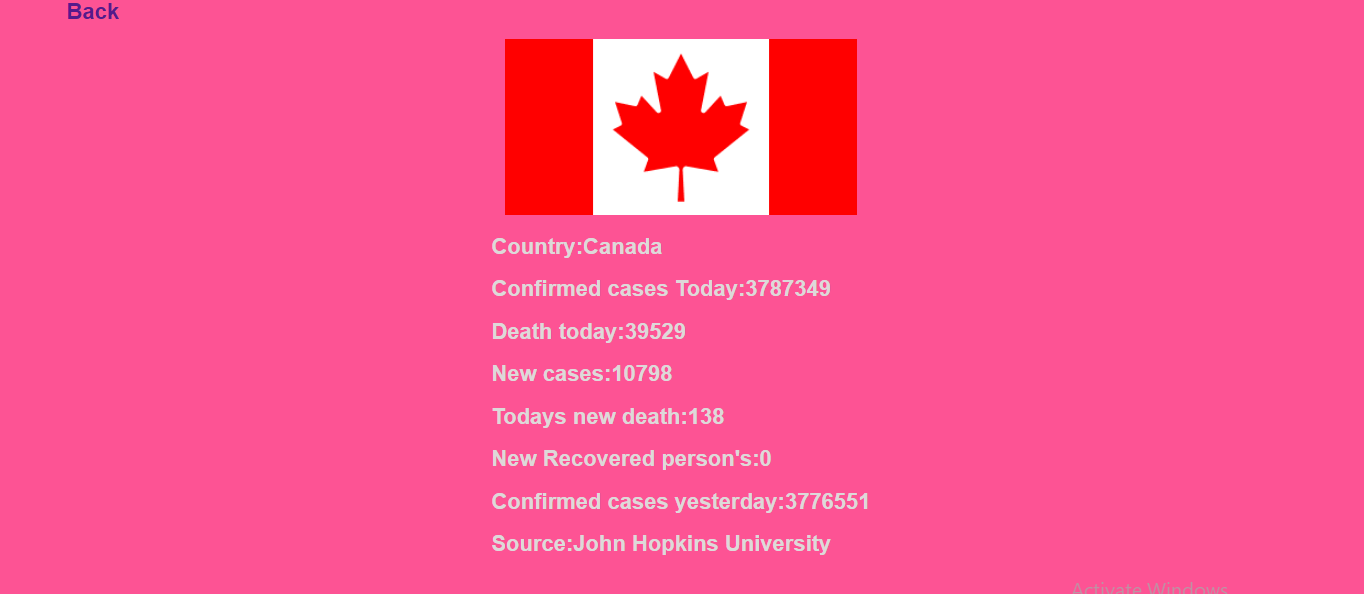 Back
Country:Canada
Confirmed cases Today:3787349
Death today:39529
New cases:10798
Todays new death:138
New Recovered person's:0
Confirmed cases yesterday:3776551
Source:John Hopkins University
Activate Windows